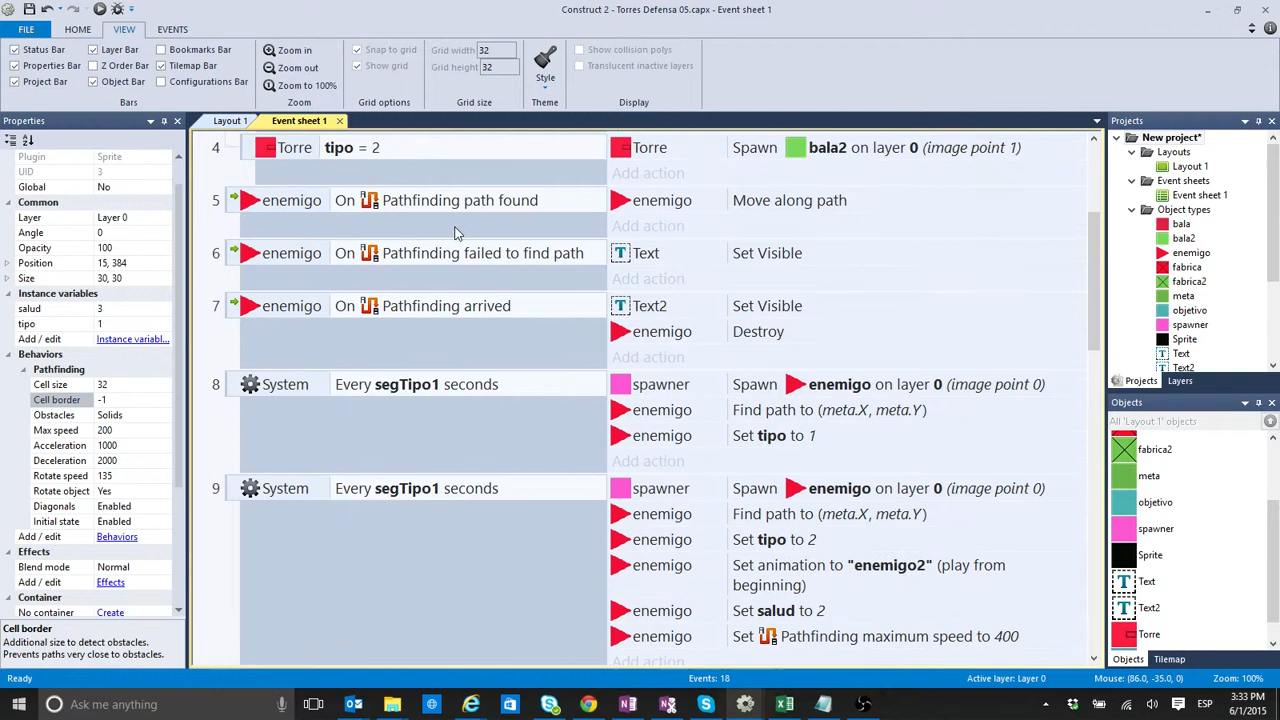 Construct 2 - Torres Defensa 05.capx - Event sheet 1
FILE
HOME
VIEW
EVENTS
Status Bar
Layer Bar
Bookmarks Bar
Properties Bar
Z Order Bar
Tilemap Bar
Project Bar
Object Bar
Configurations Bar
Bars
Zoom in
Zoom out
Zoom to 100%
Zoom
Snap to grid
Show grid
Grid options
Grid width 32
Grid height 32
Grid size
Style
Theme
Show collision polys
Translucent inactive layers
Display
Properties
Plugin Sprite
UID 3
Global No
Common
Layer Layer 0
Angle 0
Opacity 100
Position 15, 384
Size 30, 30
Instance variables
salud 3
tipo 1
Add / edit Instance variabl...
Behaviors
Pathfinding
Cell size 32
Cell border -1
Obstacles Solids
Max speed 200
Acceleration 1000
Deceleration 2000
Rotate speed 135
Rotate object Yes
Diagonals Enabled
Initial state Enabled
Add / edit Behaviors
Effects
Blend mode Normal
Add / edit Effects
Container
No container Create
Cell border
Additional size to detect obstacles.
Prevents paths very close to obstacles.
Layout 1
Event sheet 1
4 Torre tipo = 2 Torre Spawn bala2 on layer 0 (image point 1)
Add action
5 enemigo On Pathfinding path found enemigo Move along path
Add action
6 enemigo On Pathfinding failed to find path Text Set Visible
Add action
7 enemigo On Pathfinding arrived Text2 Set Visible
enemigo Destroy
Add action
8 System Every segTipo1 seconds spawner Spawn enemigo on layer 0 (image point 0)
enemigo Find path to (meta.X, meta.Y)
enemigo Set tipo to 1
Add action
9 System Every segTipo1 seconds spawner Spawn enemigo on layer 0 (image point 0)
enemigo Find path to (meta.X, meta.Y)
enemigo Set tipo to 2
enemigo Set animation to "enemigo2" (play from
beginning)
enemigo Set salud to 2
enemigo Set Pathfinding maximum speed to 400
Add action
Projects
New project*
Layouts
Layout 1
Event sheets
Event sheet 1
Object types
bala
bala2
enemigo
fabrica
fabrica2
meta
objetivo
spawner
Sprite
Text
Text2
Projects
Layers
Objects
All 'Layout 1' objects
fabrica2
meta
objetivo
spawner
Sprite
Text
Text2
Torre
Objects
Tilemap
Ready
Events: 18
Active layer: Layer 0
Mouse: (86.0, -35.0, 0)
Zoom: 100%
Ask me anything
ESP
3:33 PM
6/1/2015